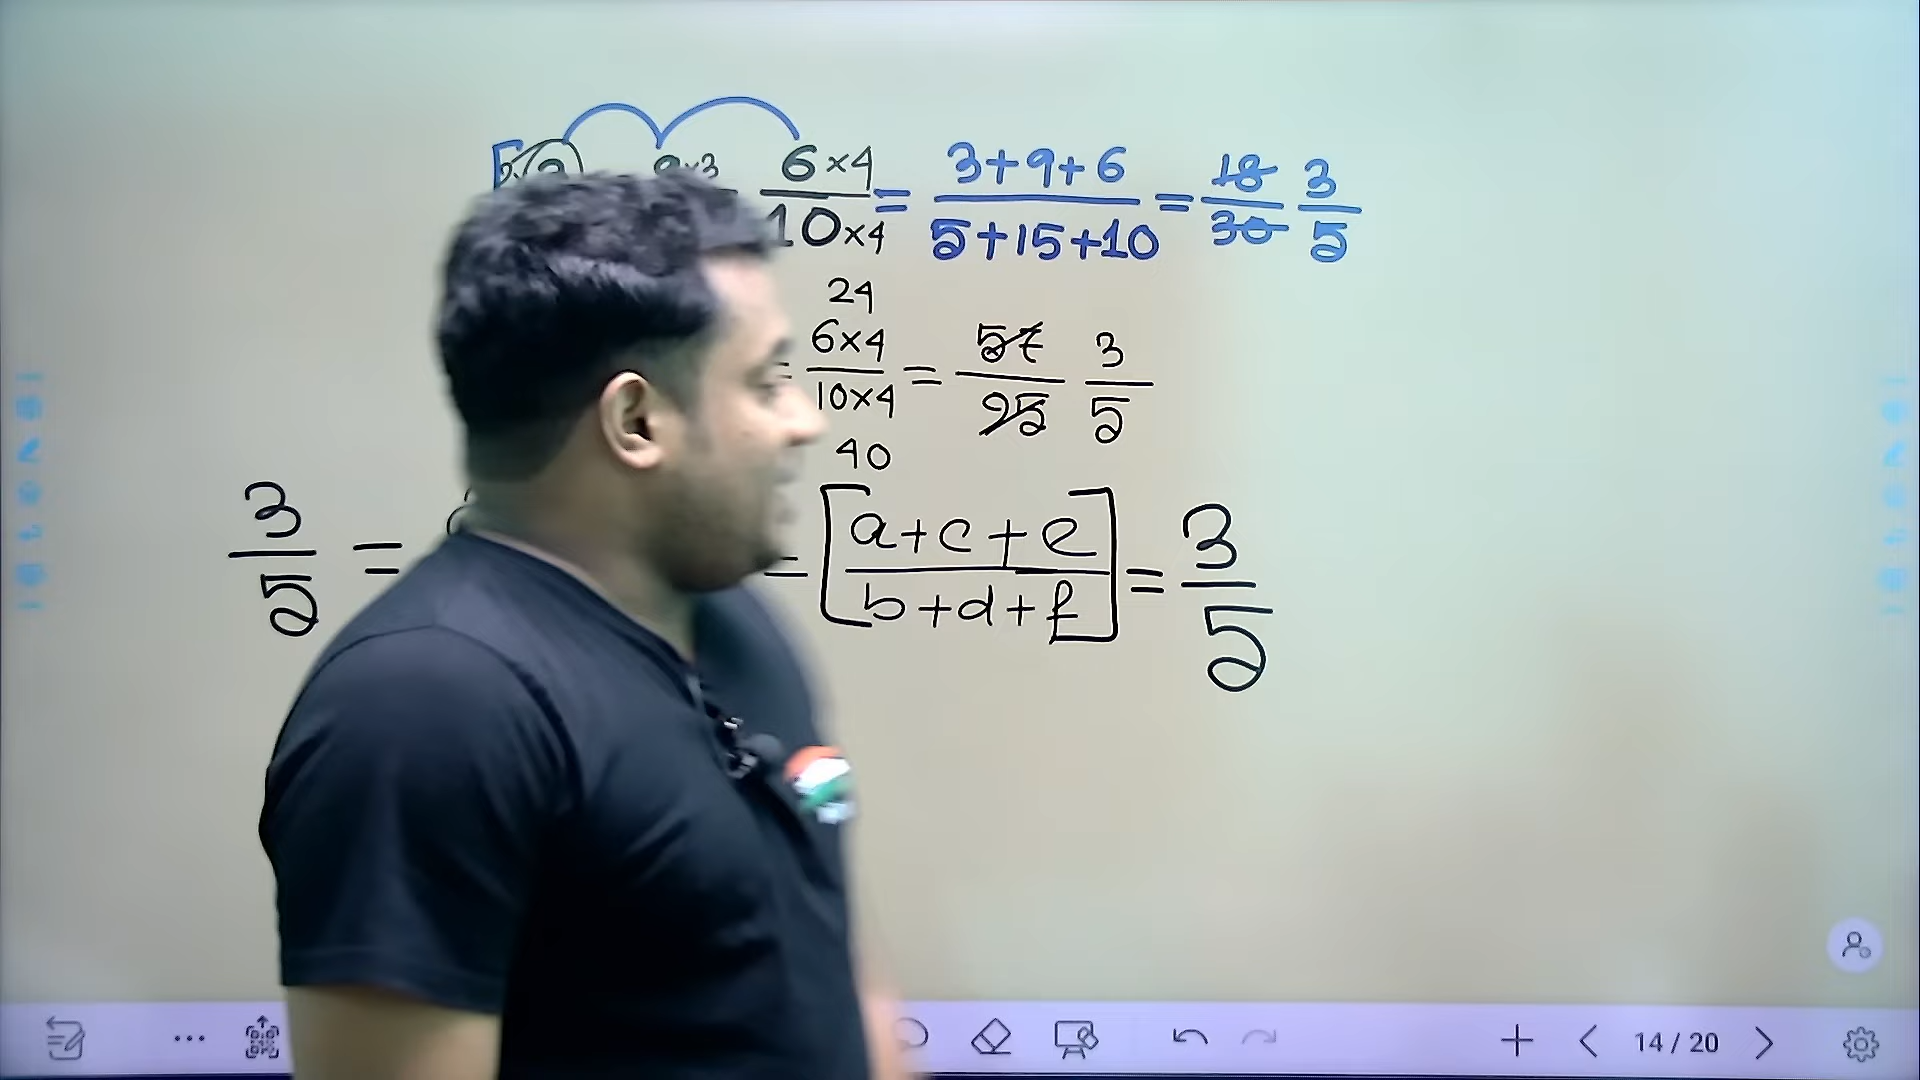 6×4/10×4 = 3+9+6/5+15+10 = 18/30 3/5
24
6×4/10×4 = 57/95 3/5
40
3/5 = = [a+c+e/b+d+f] = 3/5
14 / 20